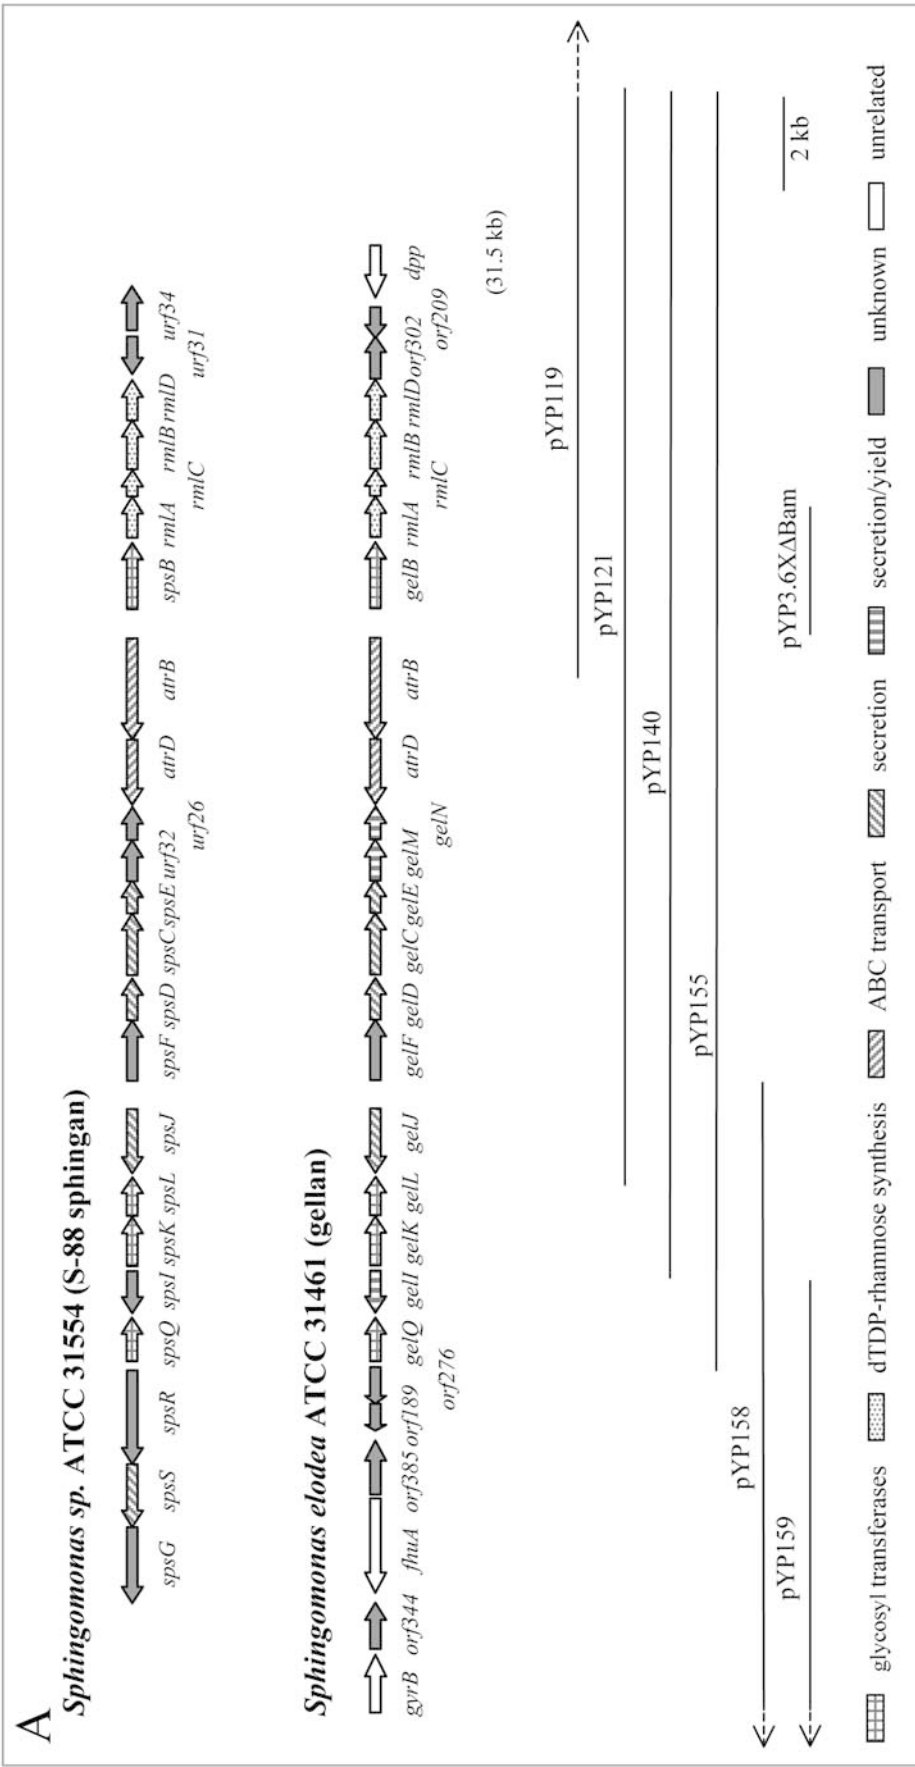 A
Sphingomonas sp. ATCC 31554 (S-88 sphingan)
spsG spsS spsR spsQ spsI spsK spsL spsJ spsF spsD spsC spsE urf32 atrD atrB spsB rmlA rmlB rmlD urf34
urf26 rmlC urf31
Sphingomonas elodea ATCC 31461 (gellan)
gyrB orf344 fhuA orf385 orf189 gelQ gelI gelK gelL gelJ gelF gelD gelC gelE gelM atrD atrB gelB rmlA rmlB rmlD orf302 dpp
orf276 gelN rmlC orf209
(31.5 kb)
pYP119
pYP121
pYP140
pYP155
pYP158
pYP159 pYP3.6XΔBam 2 kb
glycosyl transferases dTDP-rhamnose synthesis ABC transport secretion secretion/yield unknown unrelated